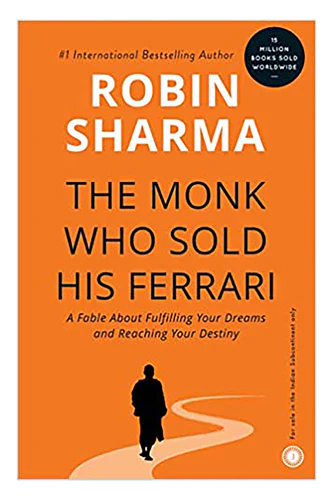 #1 International Bestselling Author
15
MILLION
BOOKS SOLD
WORLDWIDE
ROBIN
SHARMA
THE MONK
WHO SOLD
HIS FERRARI
A Fable About Fulfilling Your Dreams
and Reaching Your Destiny
For sale in the Indian Subcontinent only